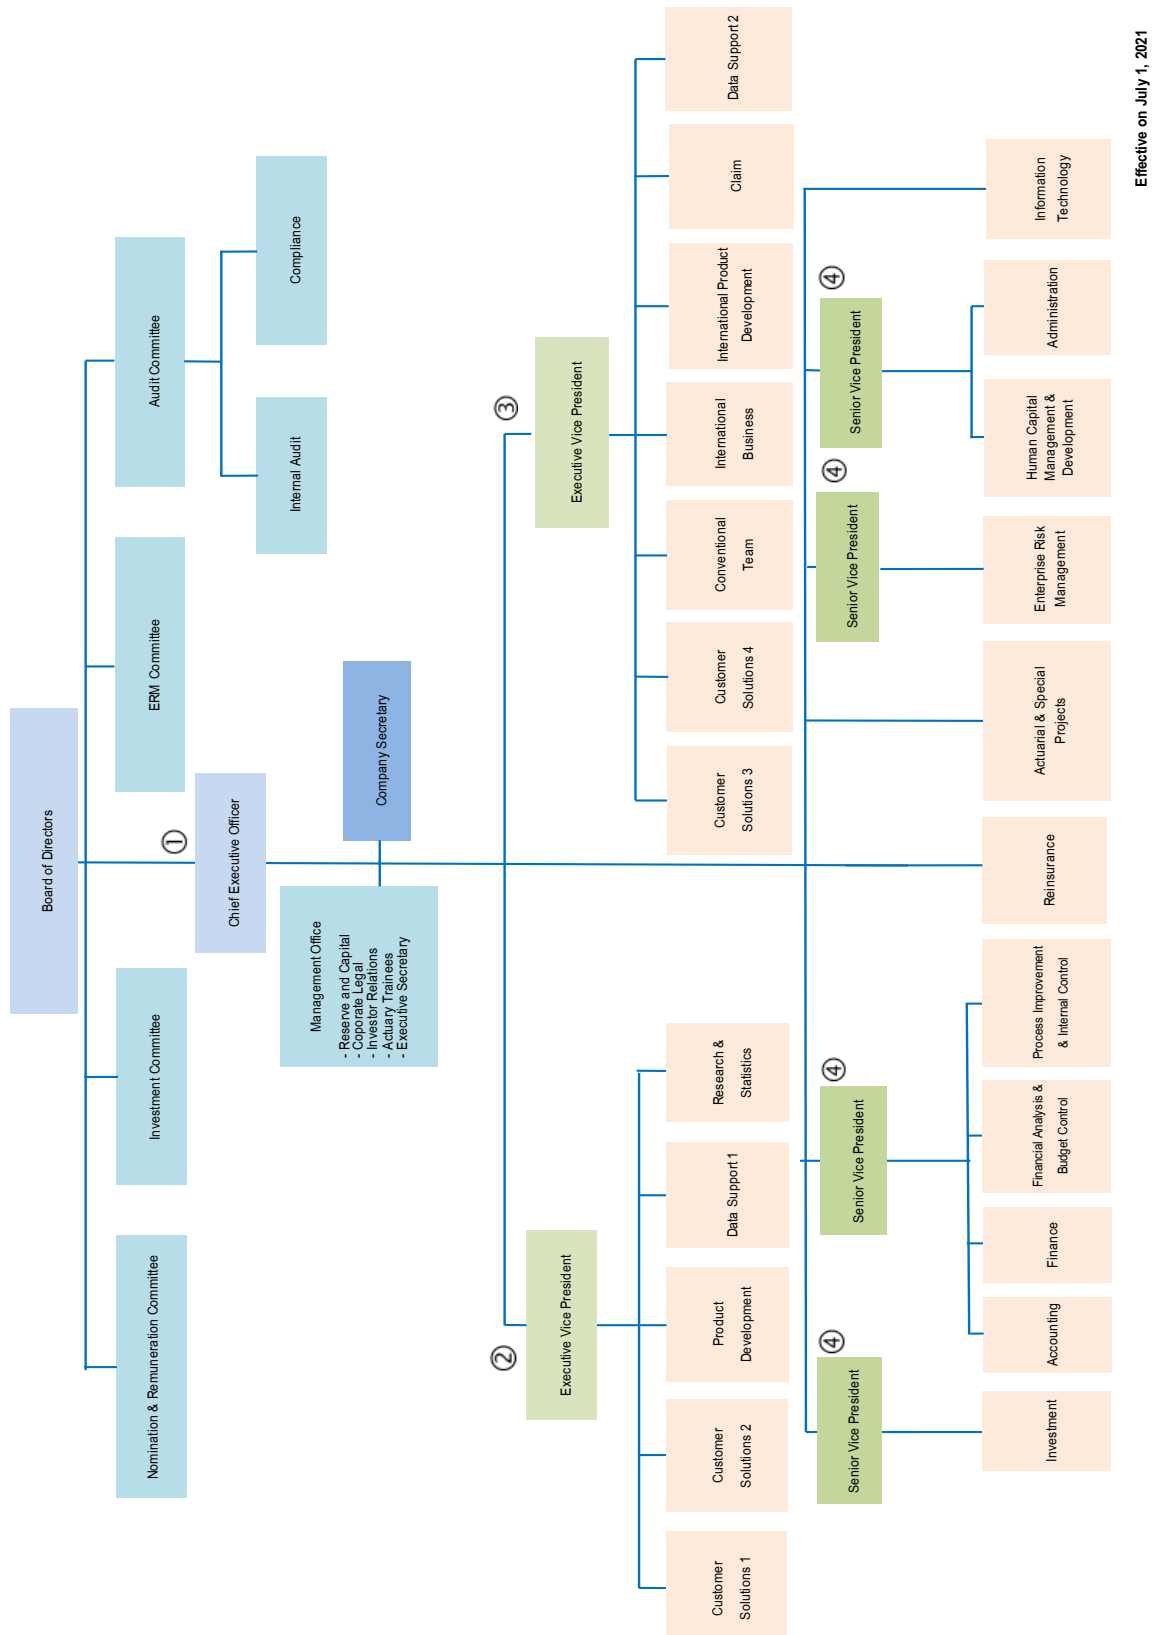 Board of Directors
Nomination & Remuneration Committee
Investment Committee
ERM Committee
Audit Committee
①
Chief Executive Officer
Internal Audit
Compliance
Management Office
- Reserve and Capital
- Coporate Legal
- Investor Relations
- Actuary Trainees
- Executive Secretary
Company Secretary
②
Executive Vice President
③
Executive Vice President
Customer
Solutions 1
Customer
Solutions 2
Product
Development
Data Support 1
Research &
Statistics
Customer
Solutions 3
Customer
Solutions 4
Conventional
Team
International
Business
International Product
Development
Claim
Data Support 2
④
Senior Vice President
④
Senior Vice President
④
Senior Vice President
④
Senior Vice President
Investment
Accounting
Finance
Financial Analysis &
Budget Control
Process Improvement
& Internal Control
Reinsurance
Actuarial & Special
Projects
Enterprise Risk
Management
Human Capital
Management &
Development
Administration
Information
Technology
Effective on July 1, 2021